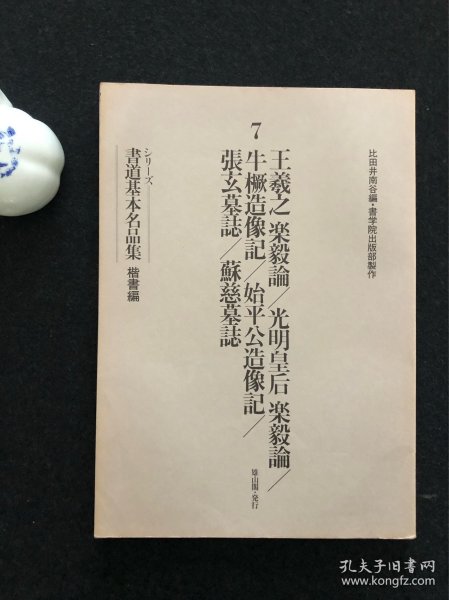 比田井南谷編・書学院出版部製作
王羲之 楽毅論／光明皇后 楽毅論／
牛橛造像記／始平公造像記／
張玄墓誌／蘇慈墓誌
7
雄山閣・発行
シリーズ
書道基本名品集 楷書編
孔夫子旧书网
www.kongfz.com